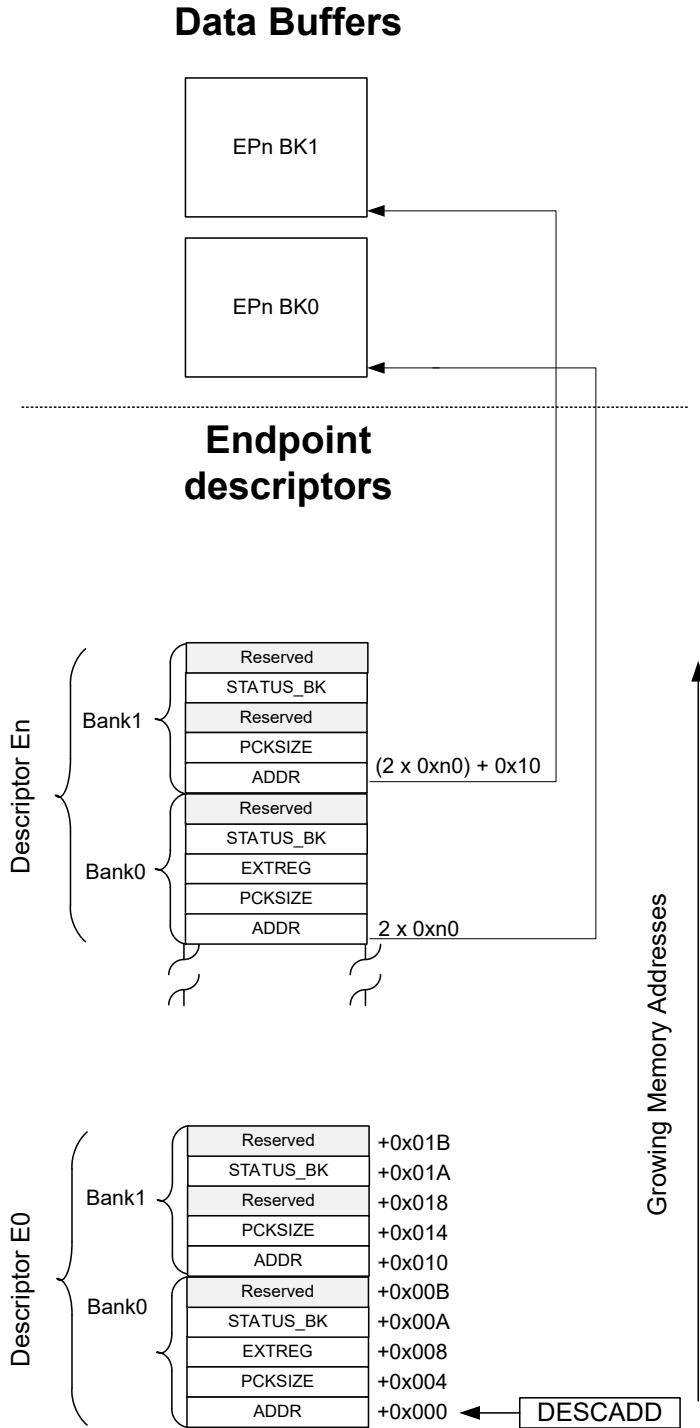 Data Buffers
EPn BK1
EPn BK0
Endpoint
descriptors
Descriptor En
Bank1
Reserved
STATUS_BK
Reserved
PCKSIZE
ADDR
(2 x 0xn0) + 0x10
Bank0
Reserved
STATUS_BK
EXTREG
PCKSIZE
ADDR
2 x 0xn0
Growing Memory Addresses
Descriptor E0
Bank1
Reserved +0x01B
STATUS_BK +0x01A
Reserved +0x018
PCKSIZE +0x014
ADDR +0x010
Bank0
Reserved +0x00B
STATUS_BK +0x00A
EXTREG +0x008
PCKSIZE +0x004
ADDR +0x000 DESCADD